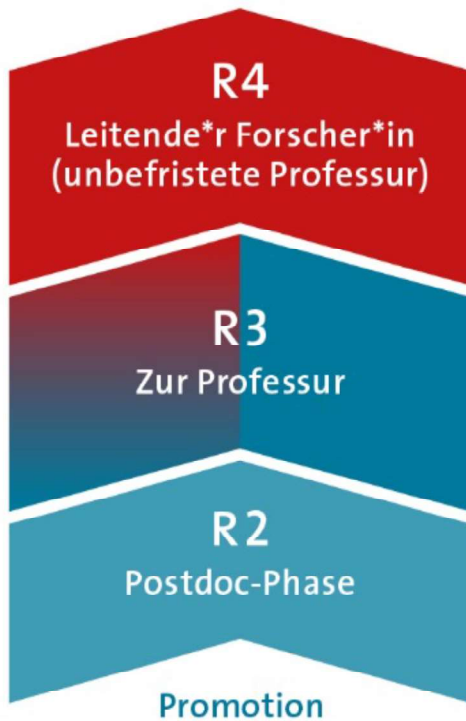 R4
Leitende*r Forscher*in
(unbefristete Professur)
R3
Zur Professur
R2
Postdoc-Phase
Promotion